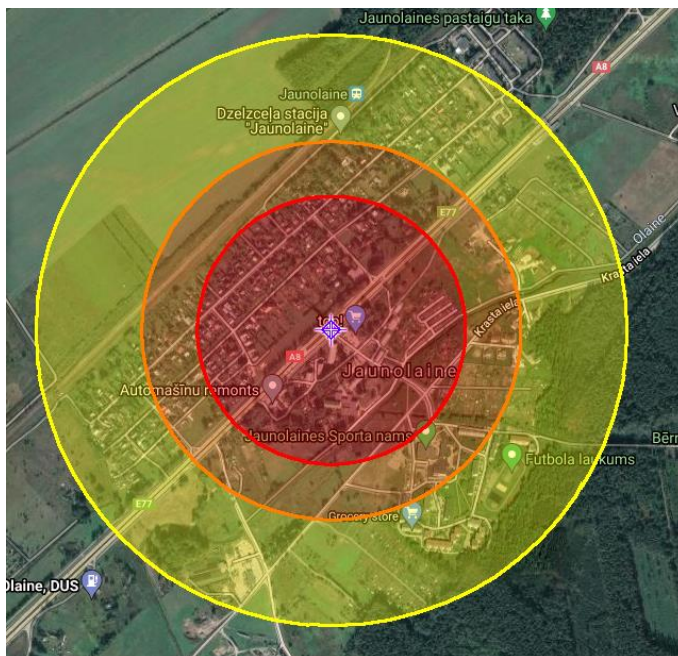 Jaunolaines pastaigu taka
A8
Jaunolaine
Dzelzceļa stacija
"Jaunolaine"
E77
Olaine
Krasta iela
Krasta iela
top!
A8
Jaunolaine
Automašīnu remonts
Jaunolaines Sporta nams
Bērn
Futbola laukums
E77
Grocery store
Olaine, DUS